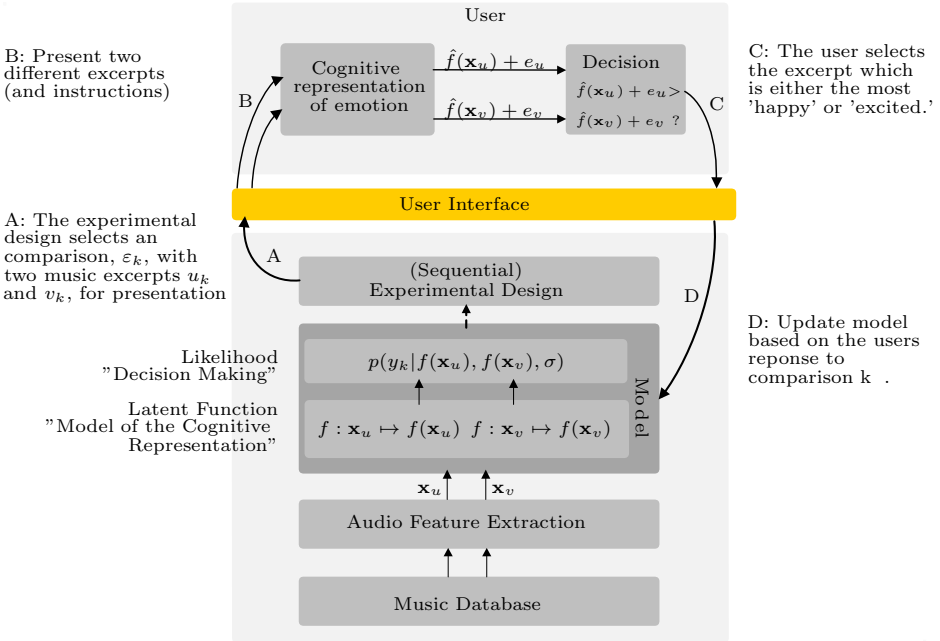 User
B: Present two
different excerpts
(and instructions)
B
Cognitive
representation
of emotion
f̂(𝐱ᵤ) + eᵤ
f̂(𝐱ᵥ) + eᵥ
Decision
f̂(𝐱ᵤ) + eᵤ>
f̂(𝐱ᵥ) + eᵥ ?
C
C: The user selects
the excerpt which
is either the most
'happy' or 'excited.'
User Interface
A: The experimental
design selects an
comparison, εₖ, with
two music excerpts uₖ
and vₖ, for presentation
A
(Sequential)
Experimental Design
D
D: Update model
based on the users
reponse to
comparison k .
Likelihood
"Decision Making"
p(yₖ|f(𝐱ᵤ), f(𝐱ᵥ), σ)
Latent Function
"Model of the Cognitive
Representation"
f : 𝐱ᵤ ↦ f(𝐱ᵤ) f : 𝐱ᵥ ↦ f(𝐱ᵥ)
Model
𝐱ᵤ 𝐱ᵥ
Audio Feature Extraction
Music Database